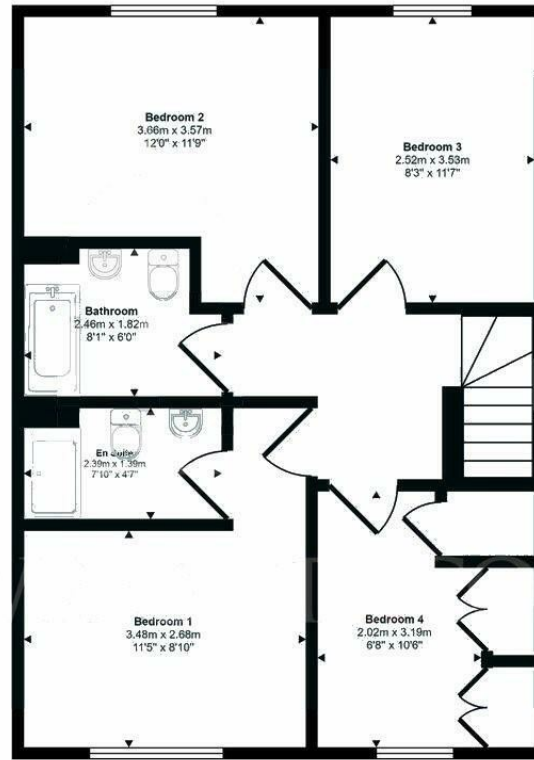 Bedroom 2
3.66m x 3.57m
12'0" x 11'9"
Bedroom 3
2.52m x 3.53m
8'3" x 11'7"
Bathroom
2.46m x 1.82m
8'1" x 6'0"
En Suite
2.39m x 1.39m
7'10" x 4'7"
Bedroom 1
3.48m x 2.68m
11'5" x 8'10"
Bedroom 4
2.02m x 3.19m
6'8" x 10'6"